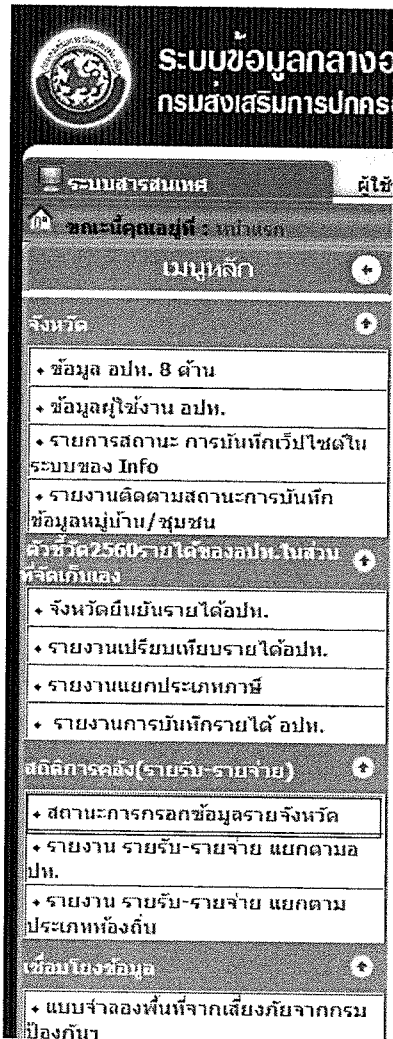 ระบบข้อมูลกลางอ
กรมส่งเสริมการปกคร
ระบบสารสนเทศ
ผู้ใช้
ขณะนี้คุณอยู่ที่ : หน้าแรก
เมนูหลัก
จังหวัด
ข้อมูล อปท. 8 ด้าน
ข้อมูลผู้ใช้งาน อปท.
รายการสถานะ การบันทึกเว็ปไซต์ใน
ระบบของ Info
รายงานติดตามสถานะการบันทึก
ข้อมูลหมู่บ้าน/ชุมชน
ตัวชี้วัด2560รายได้ของอปท.ในส่วน
ที่จัดเก็บเอง
จังหวัดยืนยันรายได้อปท.
รายงานเปรียบเทียบรายได้อปท.
รายงานแยกประเภทภาษี
รายงานการบันทึกรายได้ อปท.
สถิติการคลัง(รายรับ-รายจ่าย)
สถานะการกรอกข้อมูลรายจังหวัด
รายงาน รายรับ-รายจ่าย แยกตามอ
ปท.
รายงาน รายรับ-รายจ่าย แยกตาม
ประเภทท้องถิ่น
เชื่อมโยงข้อมูล
แบบจำลองพื้นที่จากเสี่ยงภัยจากกรม
ป้องกันฯ